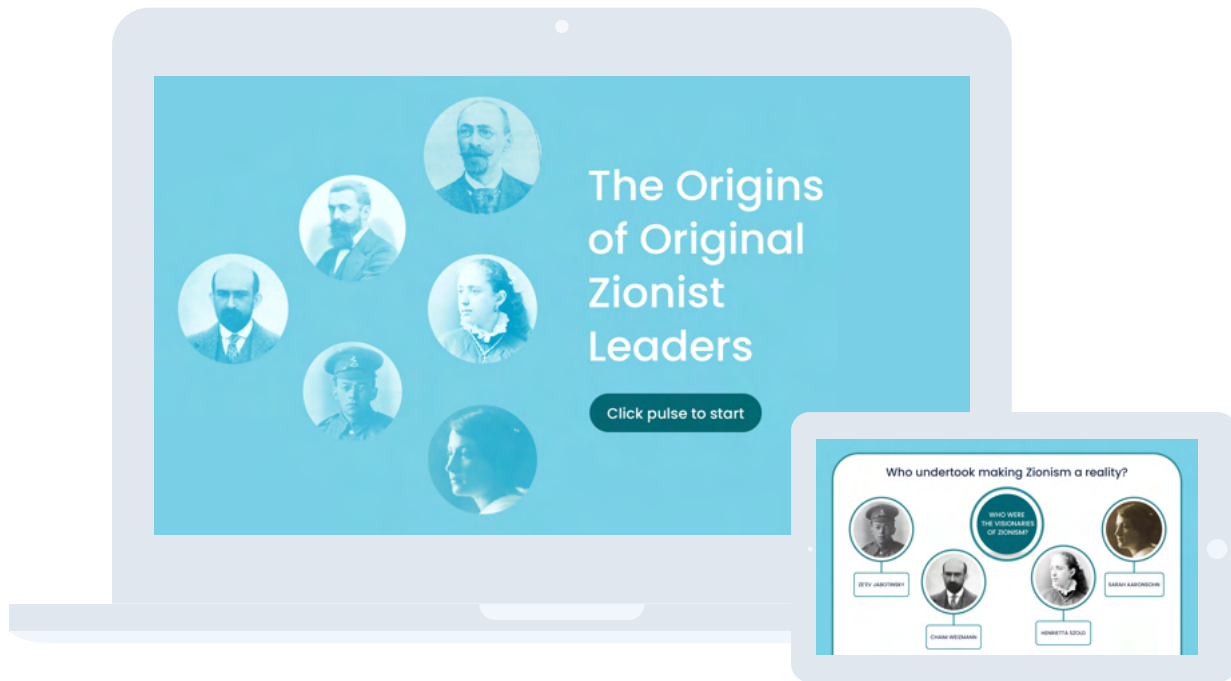 The Origins
of Original
Zionist
Leaders
Click pulse to start
Who undertook making Zionism a reality?
WHO WERE
THE VISIONARIES
OF ZIONISM?
ZE'EV JABOTINSKY
SARAH AARONSOHN
CHAIM WEIZMANN
HENRIETTA SZOLD